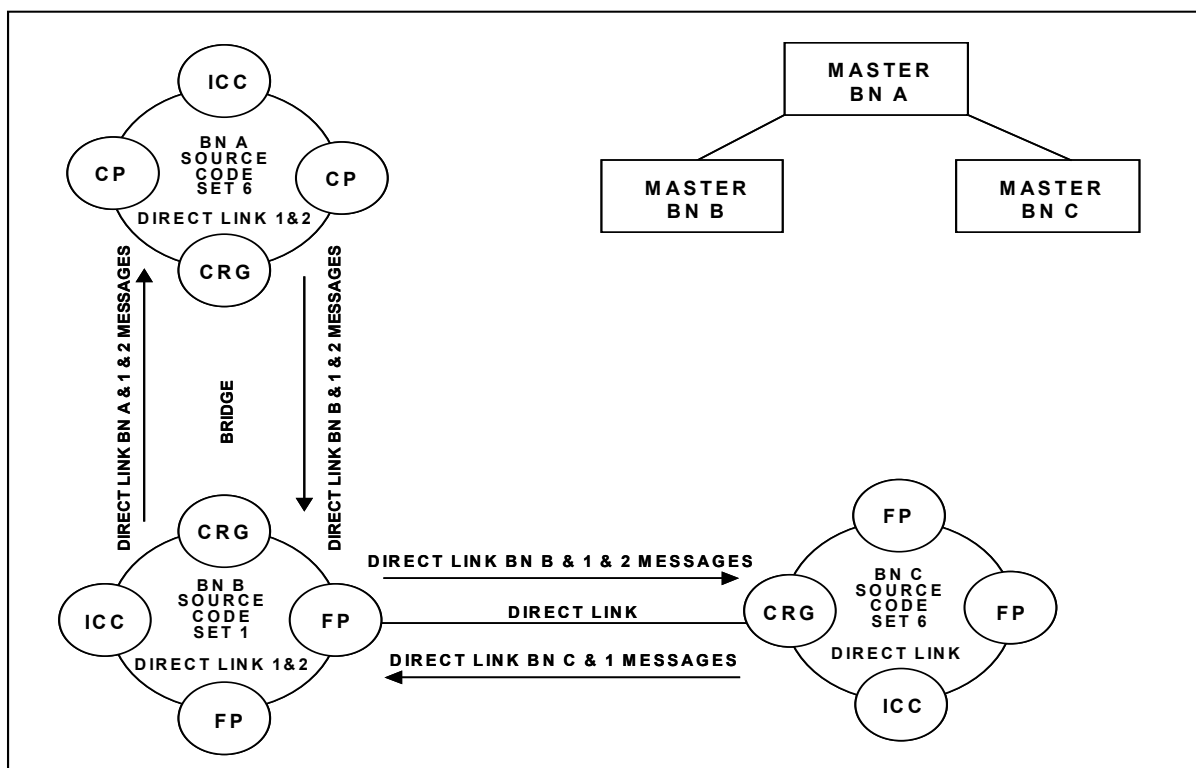 ICC
CP
BN A
SOURCE
CODE
SET 6
CP
DIRECT LINK 1&2
CRG
MASTER
BN A
MASTER
BN B
MASTER
BN C
DIRECT LINK BN A & 1 & 2 MESSAGES
BRIDGE
DIRECT LINK BN B & 1 & 2 MESSAGES
CRG
ICC
BN B
SOURCE
CODE
SET 1
FP
DIRECT LINK 1&2
FP
DIRECT LINK BN B & 1 & 2 MESSAGES
DIRECT LINK
DIRECT LINK BN C & 1 MESSAGES
FP
CRG
BN C
SOURCE
CODE
SET 6
FP
DIRECT LINK
ICC